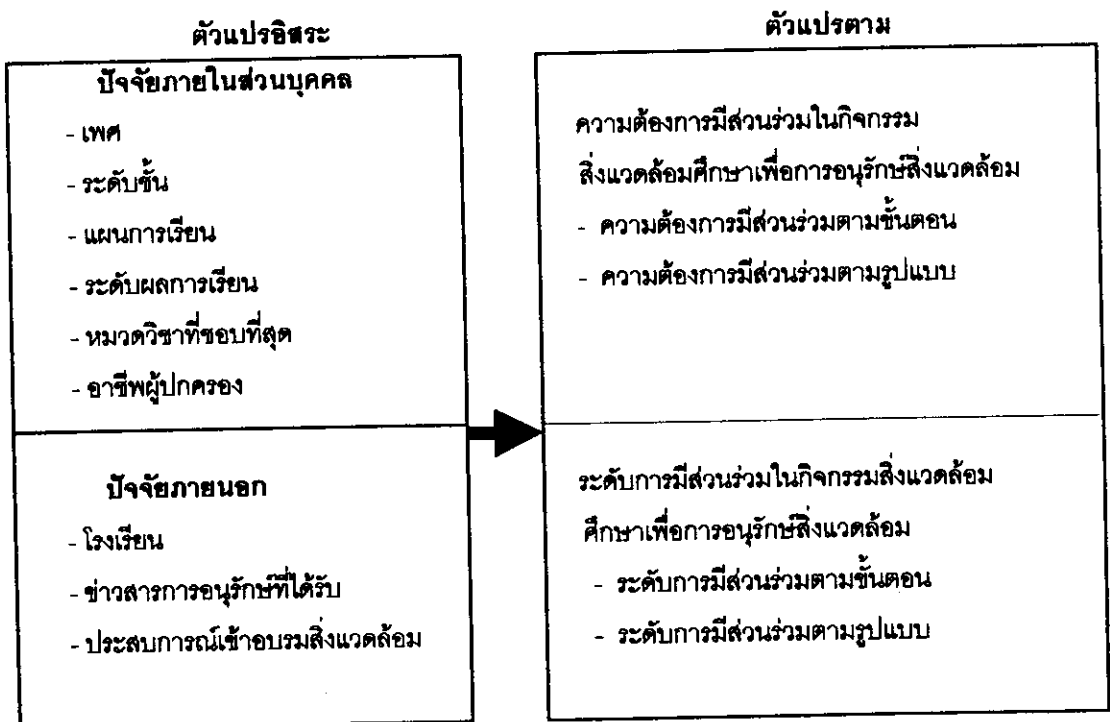 ตัวแปรอิสระ
ปัจจัยภายในส่วนบุคคล
- เพศ
- ระดับชั้น
- แผนการเรียน
- ระดับผลการเรียน
- หมวดวิชาที่ชอบที่สุด
- อาชีพผู้ปกครอง
ปัจจัยภายนอก
- โรงเรียน
- ข่าวสารการอนุรักษ์ที่ได้รับ
- ประสบการณ์เข้าอบรมสิ่งแวดล้อม
ตัวแปรตาม
ความต้องการมีส่วนร่วมในกิจกรรม
สิ่งแวดล้อมศึกษาเพื่อการอนุรักษ์สิ่งแวดล้อม
- ความต้องการมีส่วนร่วมตามขั้นตอน
- ความต้องการมีส่วนร่วมตามรูปแบบ
ระดับการมีส่วนร่วมในกิจกรรมสิ่งแวดล้อม
ศึกษาเพื่อการอนุรักษ์สิ่งแวดล้อม
- ระดับการมีส่วนร่วมตามขั้นตอน
- ระดับการมีส่วนร่วมตามรูปแบบ